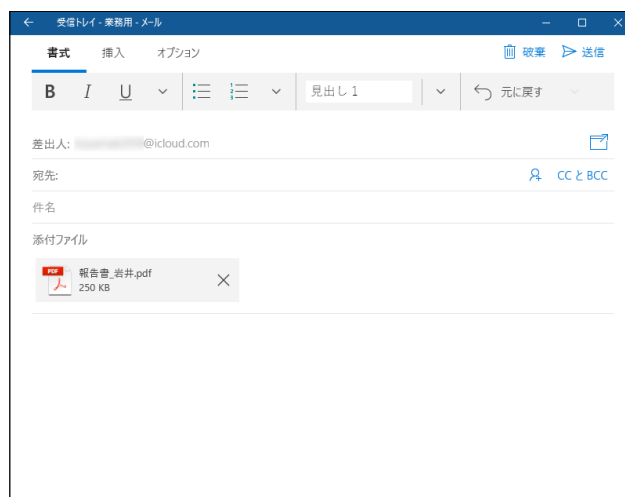 受信トレイ - 業務用 - メール
書式 挿入 オプション 破棄 送信
B I U 見出し 1 元に戻す
差出人: @icloud.com
宛先: CC と BCC
件名
添付ファイル
PDF 報告書_岩井.pdf
250 KB